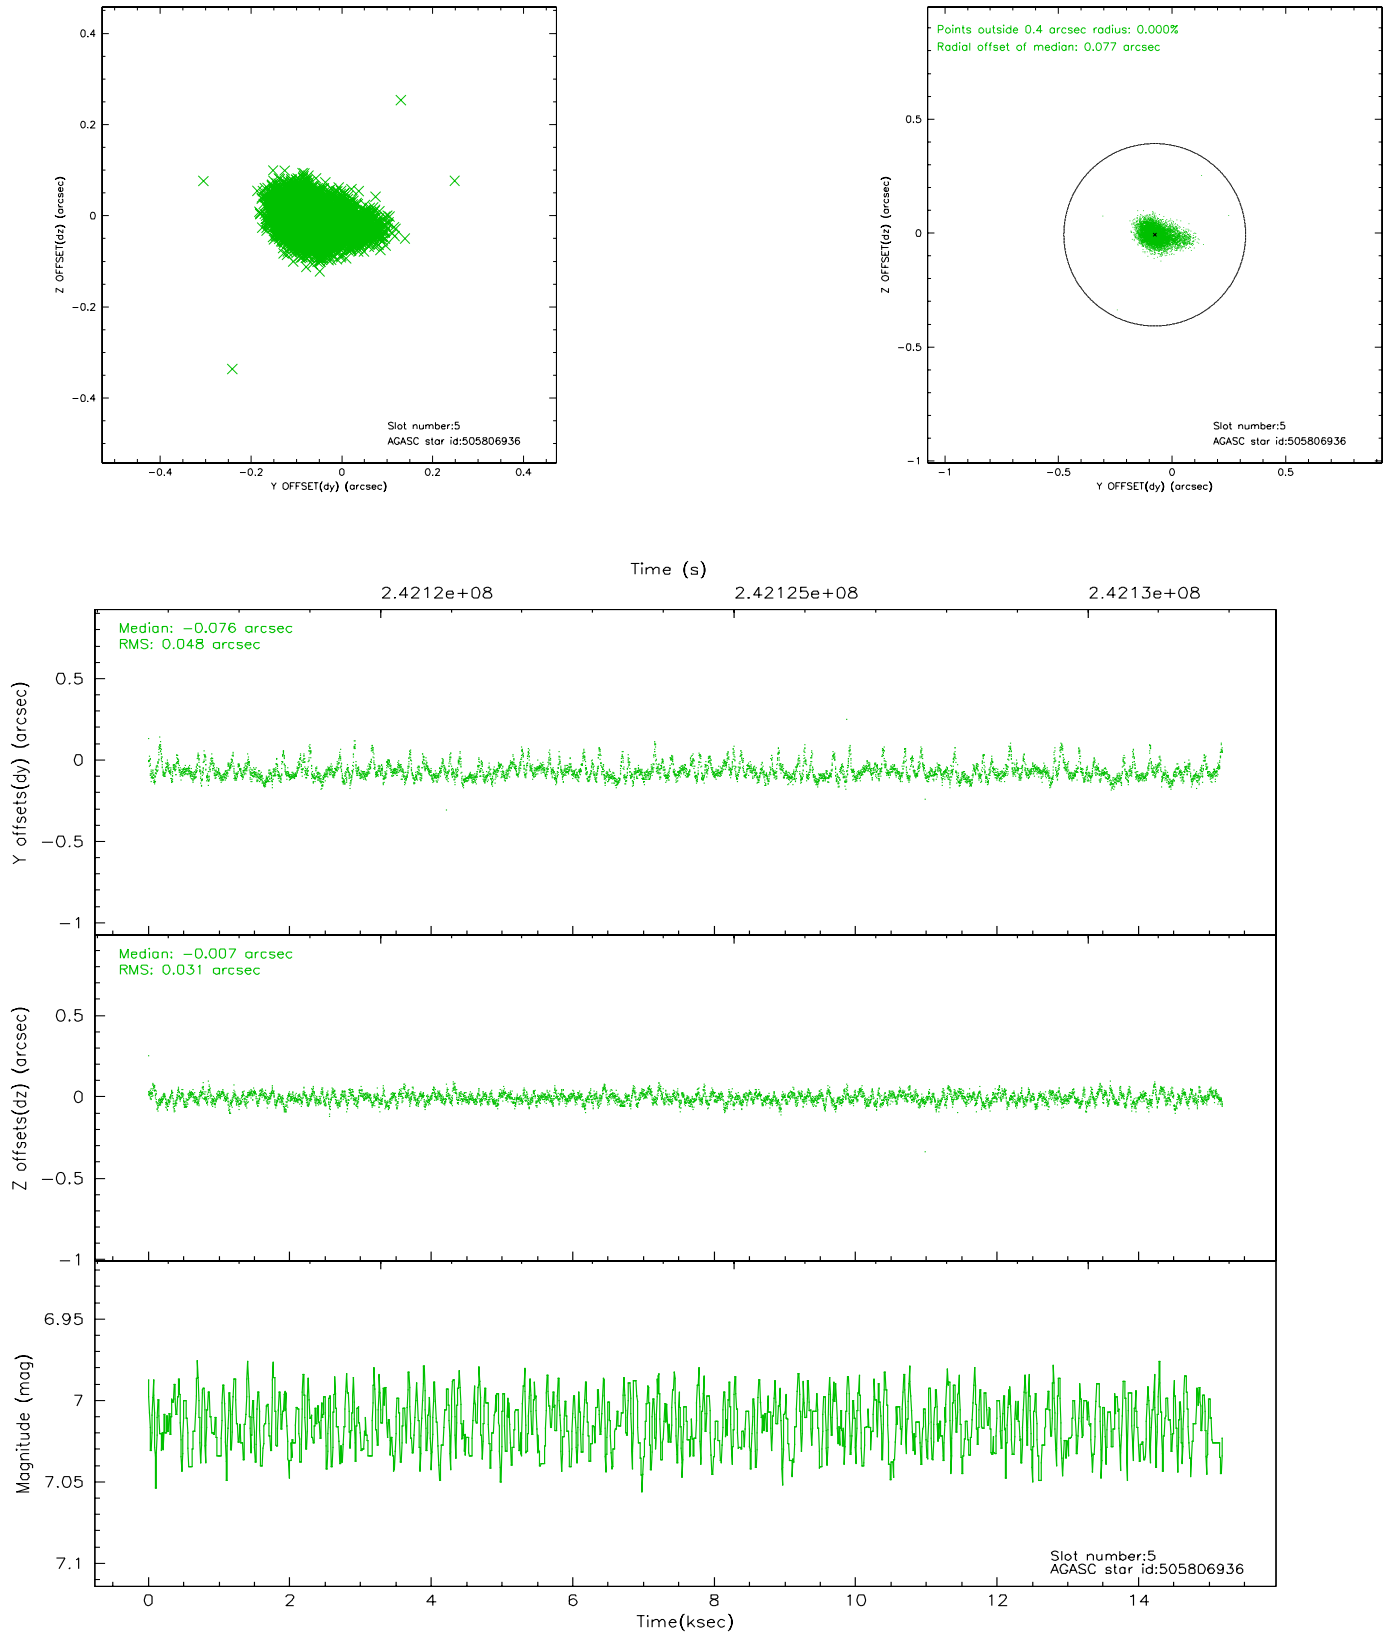 0.4
0.2
0
−0.2
−0.4
Z OFFSET(dz) (arcsec)
Slot number:5
AGASC star id:505806936
−0.4
−0.2
0
0.2
0.4
Y OFFSET(dy) (arcsec)
Points outside 0.4 arcsec radius: 0.000%
Radial offset of median: 0.077 arcsec
0.5
0
−0.5
−1
Z OFFSET(dz) (arcsec)
Slot number:5
AGASC star id:505806936
−1
−0.5
0
0.5
Y OFFSET(dy) (arcsec)
Time (s)
2.4212e+08
2.42125e+08
2.4213e+08
Median: −0.076 arcsec
RMS: 0.048 arcsec
0.5
0
−0.5
−1
Y offsets(dy) (arcsec)
Median: −0.007 arcsec
RMS: 0.031 arcsec
0.5
0
−0.5
−1
Z offsets(dz) (arcsec)
6.95
7
7.05
7.1
Magnitude (mag)
Slot number:5
AGASC star id:505806936
0
2
4
6
8
10
12
14
Time(ksec)